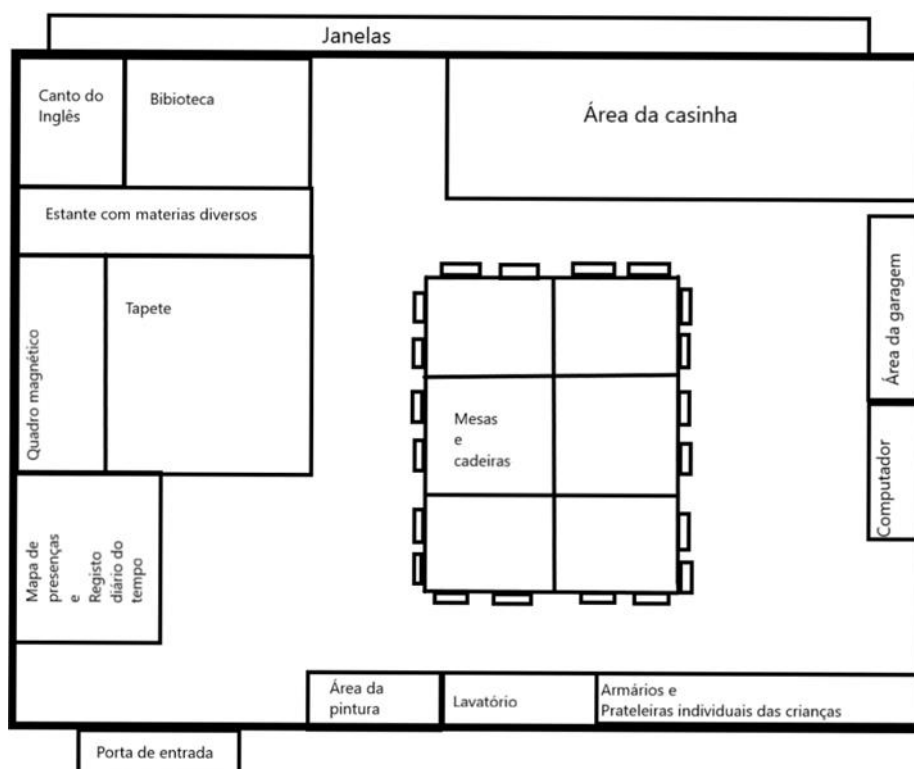 Janelas
Canto do
Inglês
Bibioteca
Área da casinha
Estante com materias diversos
Quadro magnético
Tapete
Área da garagem
Mesas
e
cadeiras
Computador
Mapa de
presenças
e
Registo
diário do
tempo
Área da
pintura
Lavatório
Armários e
Prateleiras individuais das crianças
Porta de entrada